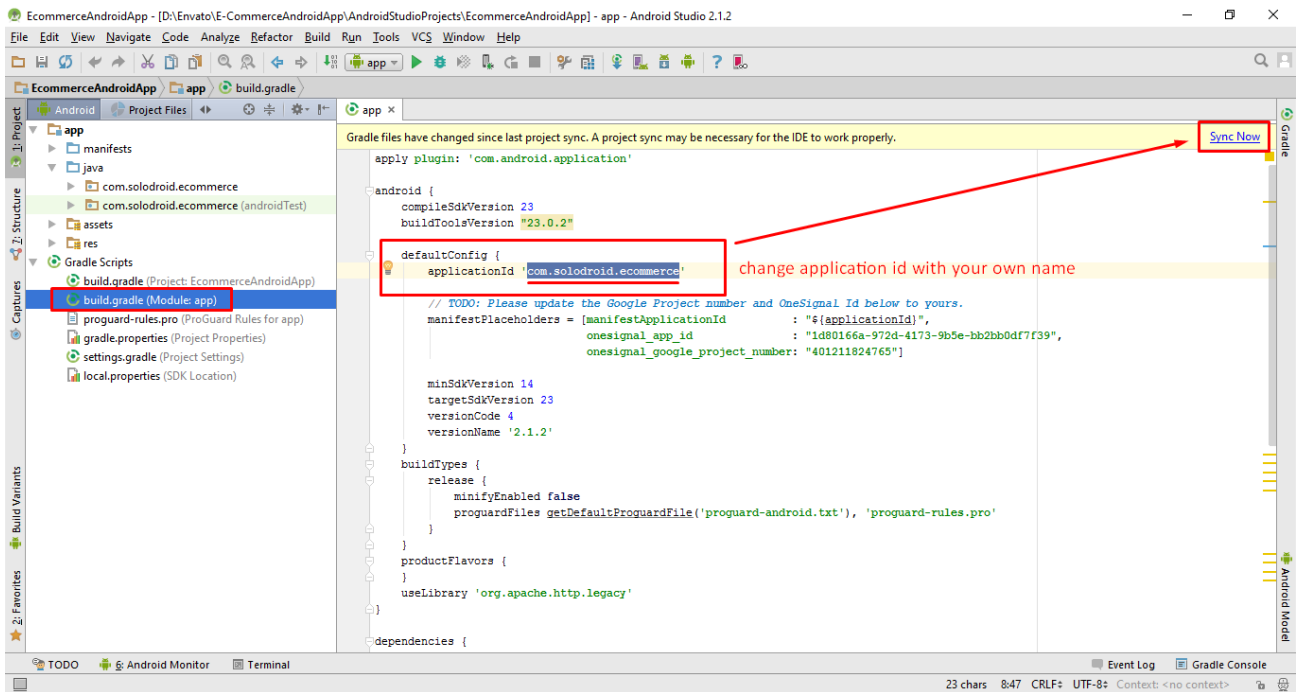 EcommerceAndroidApp - [D:\Envato\E-CommerceAndroidApp\AndroidStudioProjects\EcommerceAndroidApp] - app - Android Studio 2.1.2
File Edit View Navigate Code Analyze Refactor Build Run Tools VCS Window Help
app
EcommerceAndroidApp app build.gradle
1: Project
Z: Structure
Captures
Build Variants
2: Favorites
Android Project Files
app
manifests
java
com.solodroid.ecommerce
com.solodroid.ecommerce (androidTest)
assets
res
Gradle Scripts
build.gradle (Project: EcommerceAndroidApp)
build.gradle (Module: app)
proguard-rules.pro (ProGuard Rules for app)
gradle.properties (Project Properties)
settings.gradle (Project Settings)
local.properties (SDK Location)
app
Gradle files have changed since last project sync. A project sync may be necessary for the IDE to work properly. Sync Now
apply plugin: 'com.android.application'
android {
compileSdkVersion 23
buildToolsVersion "23.0.2"
defaultConfig {
applicationId 'com.solodroid.ecommerce'
change application id with your own name
// TODO: Please update the Google Project number and OneSignal Id below to yours.
manifestPlaceholders = [manifestApplicationId : "${applicationId}",
onesignal_app_id : "1d80166a-972d-4173-9b5e-bb2bb0df7f39",
onesignal_google_project_number: "401211824765"]
minSdkVersion 14
targetSdkVersion 23
versionCode 4
versionName '2.1.2'
}
buildTypes {
release {
minifyEnabled false
proguardFiles getDefaultProguardFile('proguard-android.txt'), 'proguard-rules.pro'
}
}
productFlavors {
}
useLibrary 'org.apache.http.legacy'
}
dependencies {
Gradle
Android Model
TODO 6: Android Monitor Terminal Event Log Gradle Console
23 chars 8:47 CRLF UTF-8 Context: <no context>